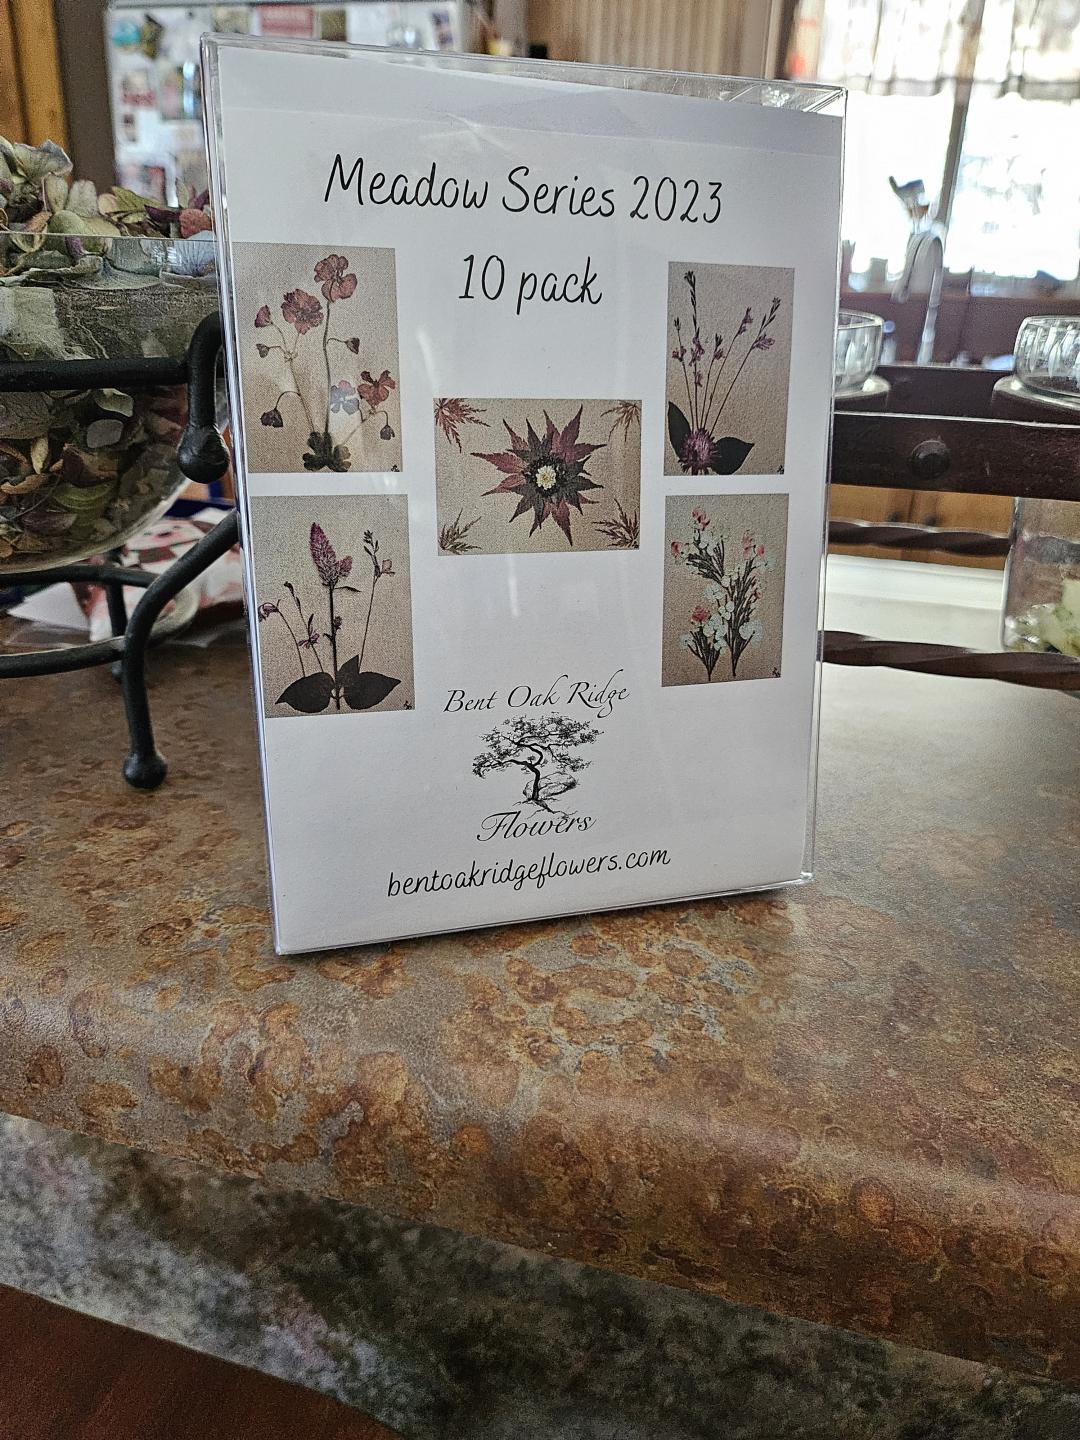 Meadow Series 2023
10 pack
Bent Oak Ridge
Flowers
bentoakridgeflowers.com